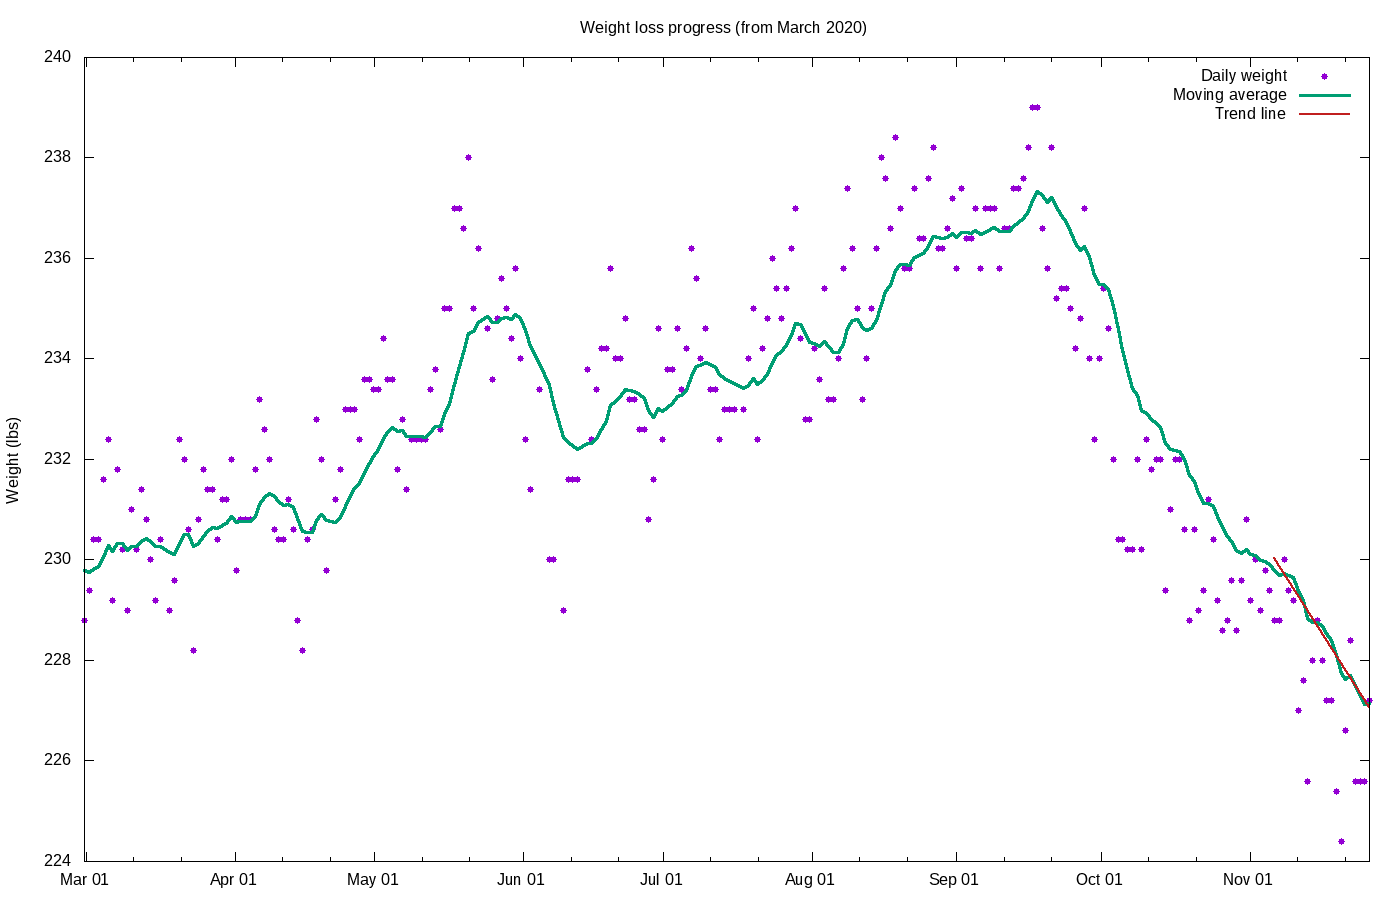 Weight loss progress (from March 2020)
Daily weight
Moving average
Trend line
Weight (lbs)
240
238
236
234
232
230
228
226
224
Mar 01
Apr 01
May 01
Jun 01
Jul 01
Aug 01
Sep 01
Oct 01
Nov 01